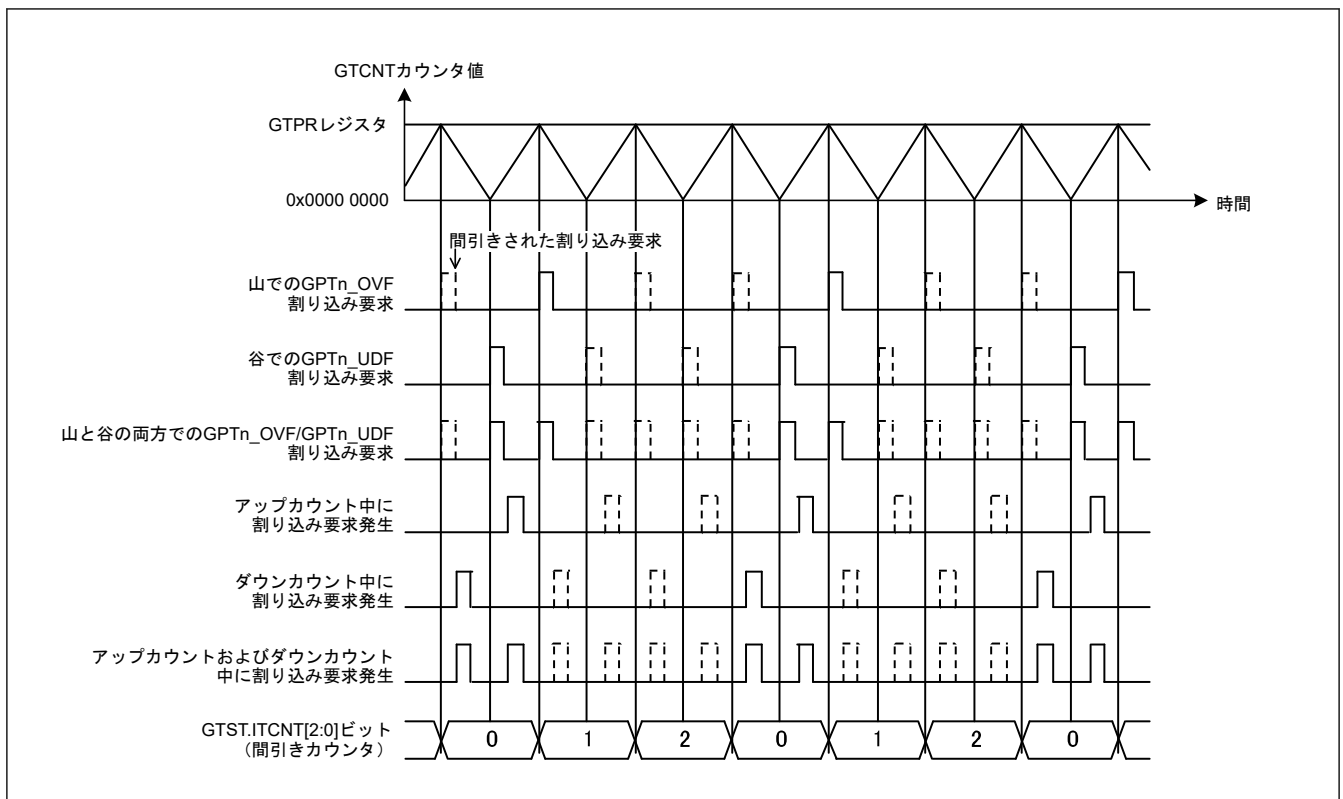 GTCNTカウンタ値
GTPRレジスタ
0x0000 0000
時間
間引きされた割り込み要求
山でのGPTn_OVF
割り込み要求
谷でのGPTn_UDF
割り込み要求
山と谷の両方でのGPTn_OVF/GPTn_UDF
割り込み要求
アップカウント中に
割り込み要求発生
ダウンカウント中に
割り込み要求発生
アップカウントおよびダウンカウント
中に割り込み要求発生
GTST.ITCNT[2:0]ビット
（間引きカウンタ）
0 1 2 0 1 2 0